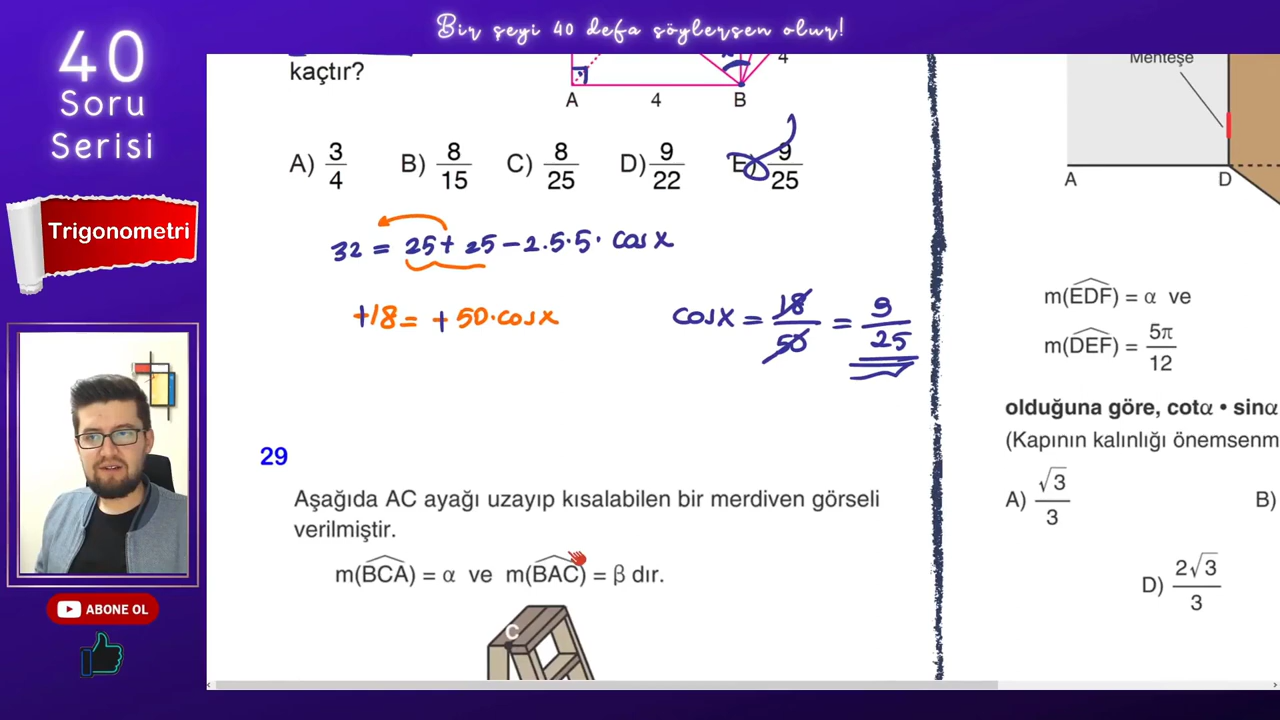 Bir şeyi 40 defa söylersen olur!
40
Soru
Serisi
Trigonometri
ABONE OL
kaçtır?
A
4
B
4
A) 3/4 B) 8/15 C) 8/25 D) 9/22 E) 9/25
32 = 25 + 25 - 2.5.5. cosx
+18 = + 50.cosx
cosx = 18/50 = 9/25
29
Aşağıda AC ayağı uzayıp kısalabilen bir merdiven görseli
verilmiştir.
m(BCA) = α ve m(BAC) = β dır.
C
Menteşe
A
D
m(EDF) = α ve
m(DEF) = 5π/12
olduğuna göre, cotα • sinα
(Kapının kalınlığı önemsenm
A) √3/3 B)
D) 2√3/3